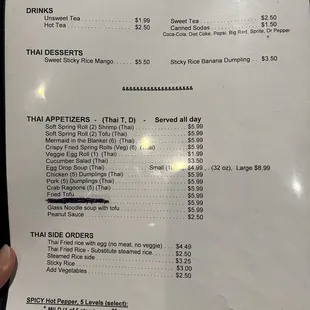 DRINKS
Unsweet Tea $1.99 Sweet Tea $2.50
Hot Tea $2.50 Canned Sodas $1.50
Coca-Cola, Diet Coke, Pepsi, Big Red, Sprite, Dr Pepper
THAI DESSERTS
Sweet Sticky Rice Mango $5.50 Sticky Rice Banana Dumpling $3.50
&&&&&&&&&&&&&&&&&&&&
THAI APPETIZERS - (Thai T, D) - Served all day
Soft Spring Roll (2) Shrimp (Thai) $5.99
Soft Spring Roll (2) Tofu (Thai) $5.99
Mermaid in the Blanket (6) (Thai) $5.99
Crispy Fried Spring Rolls (Veg) (6) (Thai) $5.99
Veggie Egg Roll (1) (Thai) $1.99
Cucumber Salad (Thai) $3.50
Egg Drop Soup (Thai) Small $4.99 (32 oz), Large $8.99
Chicken (5) Dumplings (Thai) $5.99
Pork (5) Dumplings (Thai) $5.99
Crab Rangoons (5) (Thai) $5.99
Fried Tofu $5.99
Glass Noodle soup with tofu $5.99
Peanut Sauce $2.50
THAI SIDE ORDERS
Thai Fried rice with egg (no meat, no veggie) $4.49
Thai Fried Rice - Substitute steamed rice $2.50
Steamed Rice side $3.25
Sticky Rice $3.00
Add Vegetables $2.50
SPICY Hot Pepper, 5 Levels (select):
* MILD